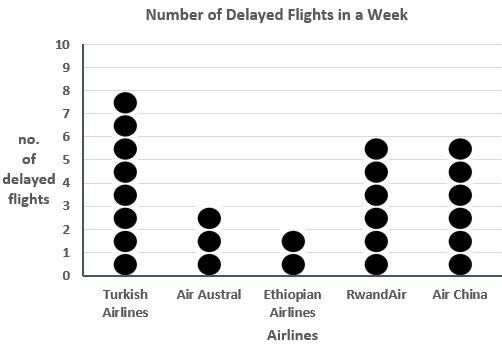 Number of Delayed Flights in a Week
10
9
8
7
6
5
4
3
2
1
0
no.
of
delayed
flights
Turkish
Airlines
Air Austral
Ethiopian
Airlines
RwandAir
Air China
Airlines